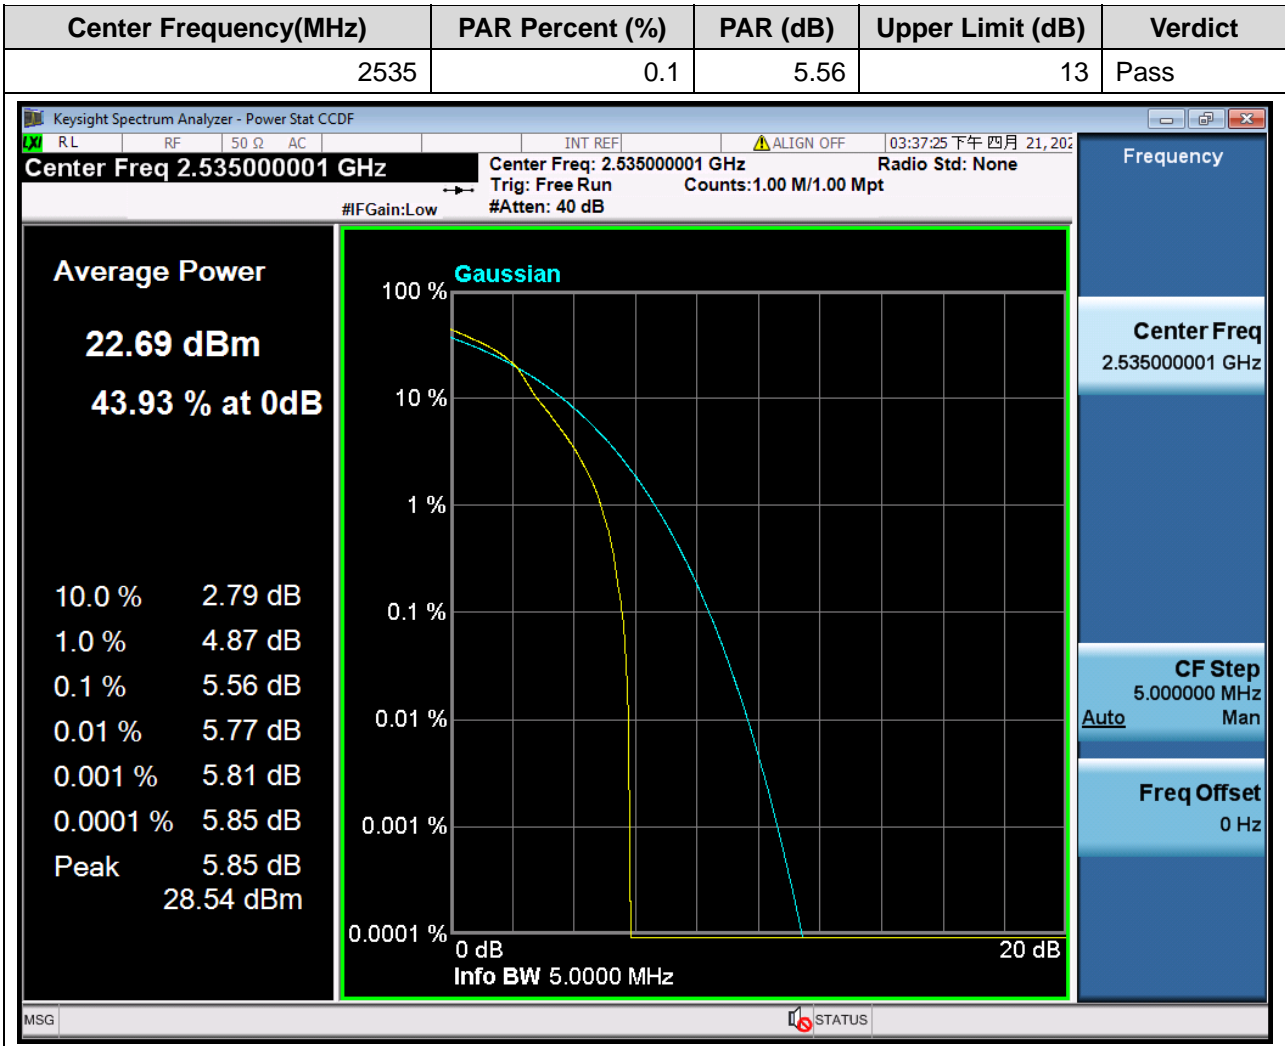 Center Frequency(MHz) PAR Percent (%) PAR (dB) Upper Limit (dB) Verdict
2535 0.1 5.56 13 Pass
Keysight Spectrum Analyzer - Power Stat CCDF
LXI RL RF 50 Ω AC INT REF ALIGN OFF 03:37:25 下午 四月 21, 202
Center Freq 2.535000001 GHz
Center Freq: 2.535000001 GHz Radio Std: None
Trig: Free Run Counts:1.00 M/1.00 Mpt
#IFGain:Low #Atten: 40 dB
Frequency
Average Power
22.69 dBm
43.93 % at 0dB
10.0 % 2.79 dB
1.0 % 4.87 dB
0.1 % 5.56 dB
0.01 % 5.77 dB
0.001 % 5.81 dB
0.0001 % 5.85 dB
Peak 5.85 dB
28.54 dBm
Gaussian
100 %
10 %
1 %
0.1 %
0.01 %
0.001 %
0.0001 %
0 dB 20 dB
Info BW 5.0000 MHz
Center Freq
2.535000001 GHz
CF Step
5.000000 MHz
Auto Man
Freq Offset
0 Hz
MSG STATUS